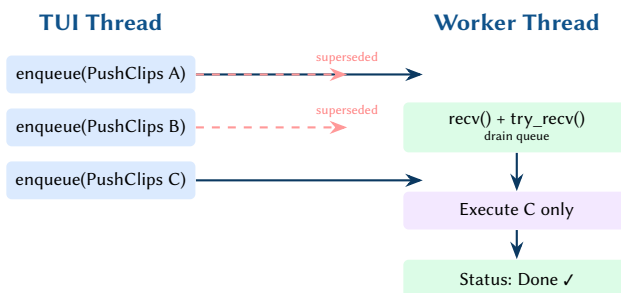 TUI Thread
Worker Thread
enqueue(PushClips A)
superseded
enqueue(PushClips B)
superseded
recv() + try_recv()
drain queue
enqueue(PushClips C)
Execute C only
Status: Done ✓